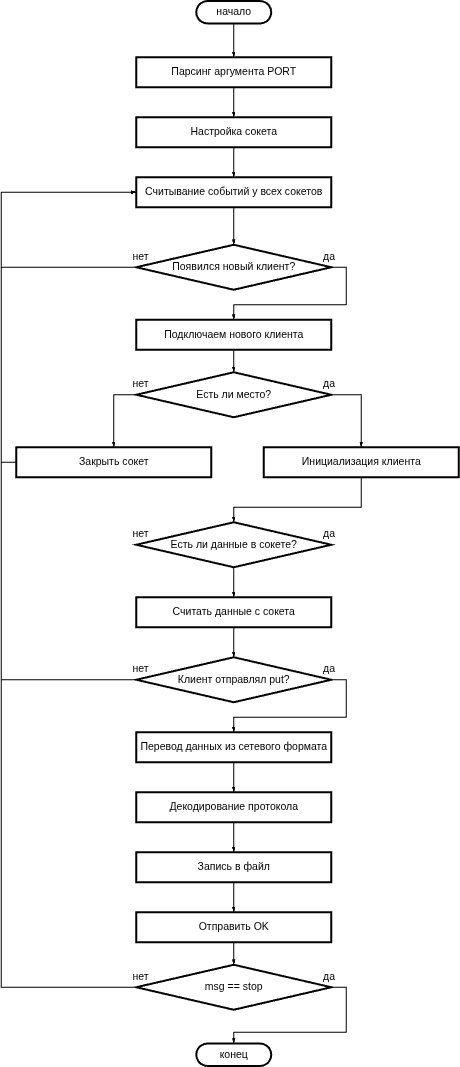 начало
Парсинг аргумента PORT
Настройка сокета
Считывание событий у всех сокетов
нет
да
Появился новый клиент?
Подключаем нового клиента
нет
да
Есть ли место?
Закрыть сокет
Инициализация клиента
нет
да
Есть ли данные в сокете?
Считать данные с сокета
нет
да
Клиент отправлял put?
Перевод данных из сетевого формата
Декодирование протокола
Запись в файл
Отправить OK
нет
да
msg == stop
конец